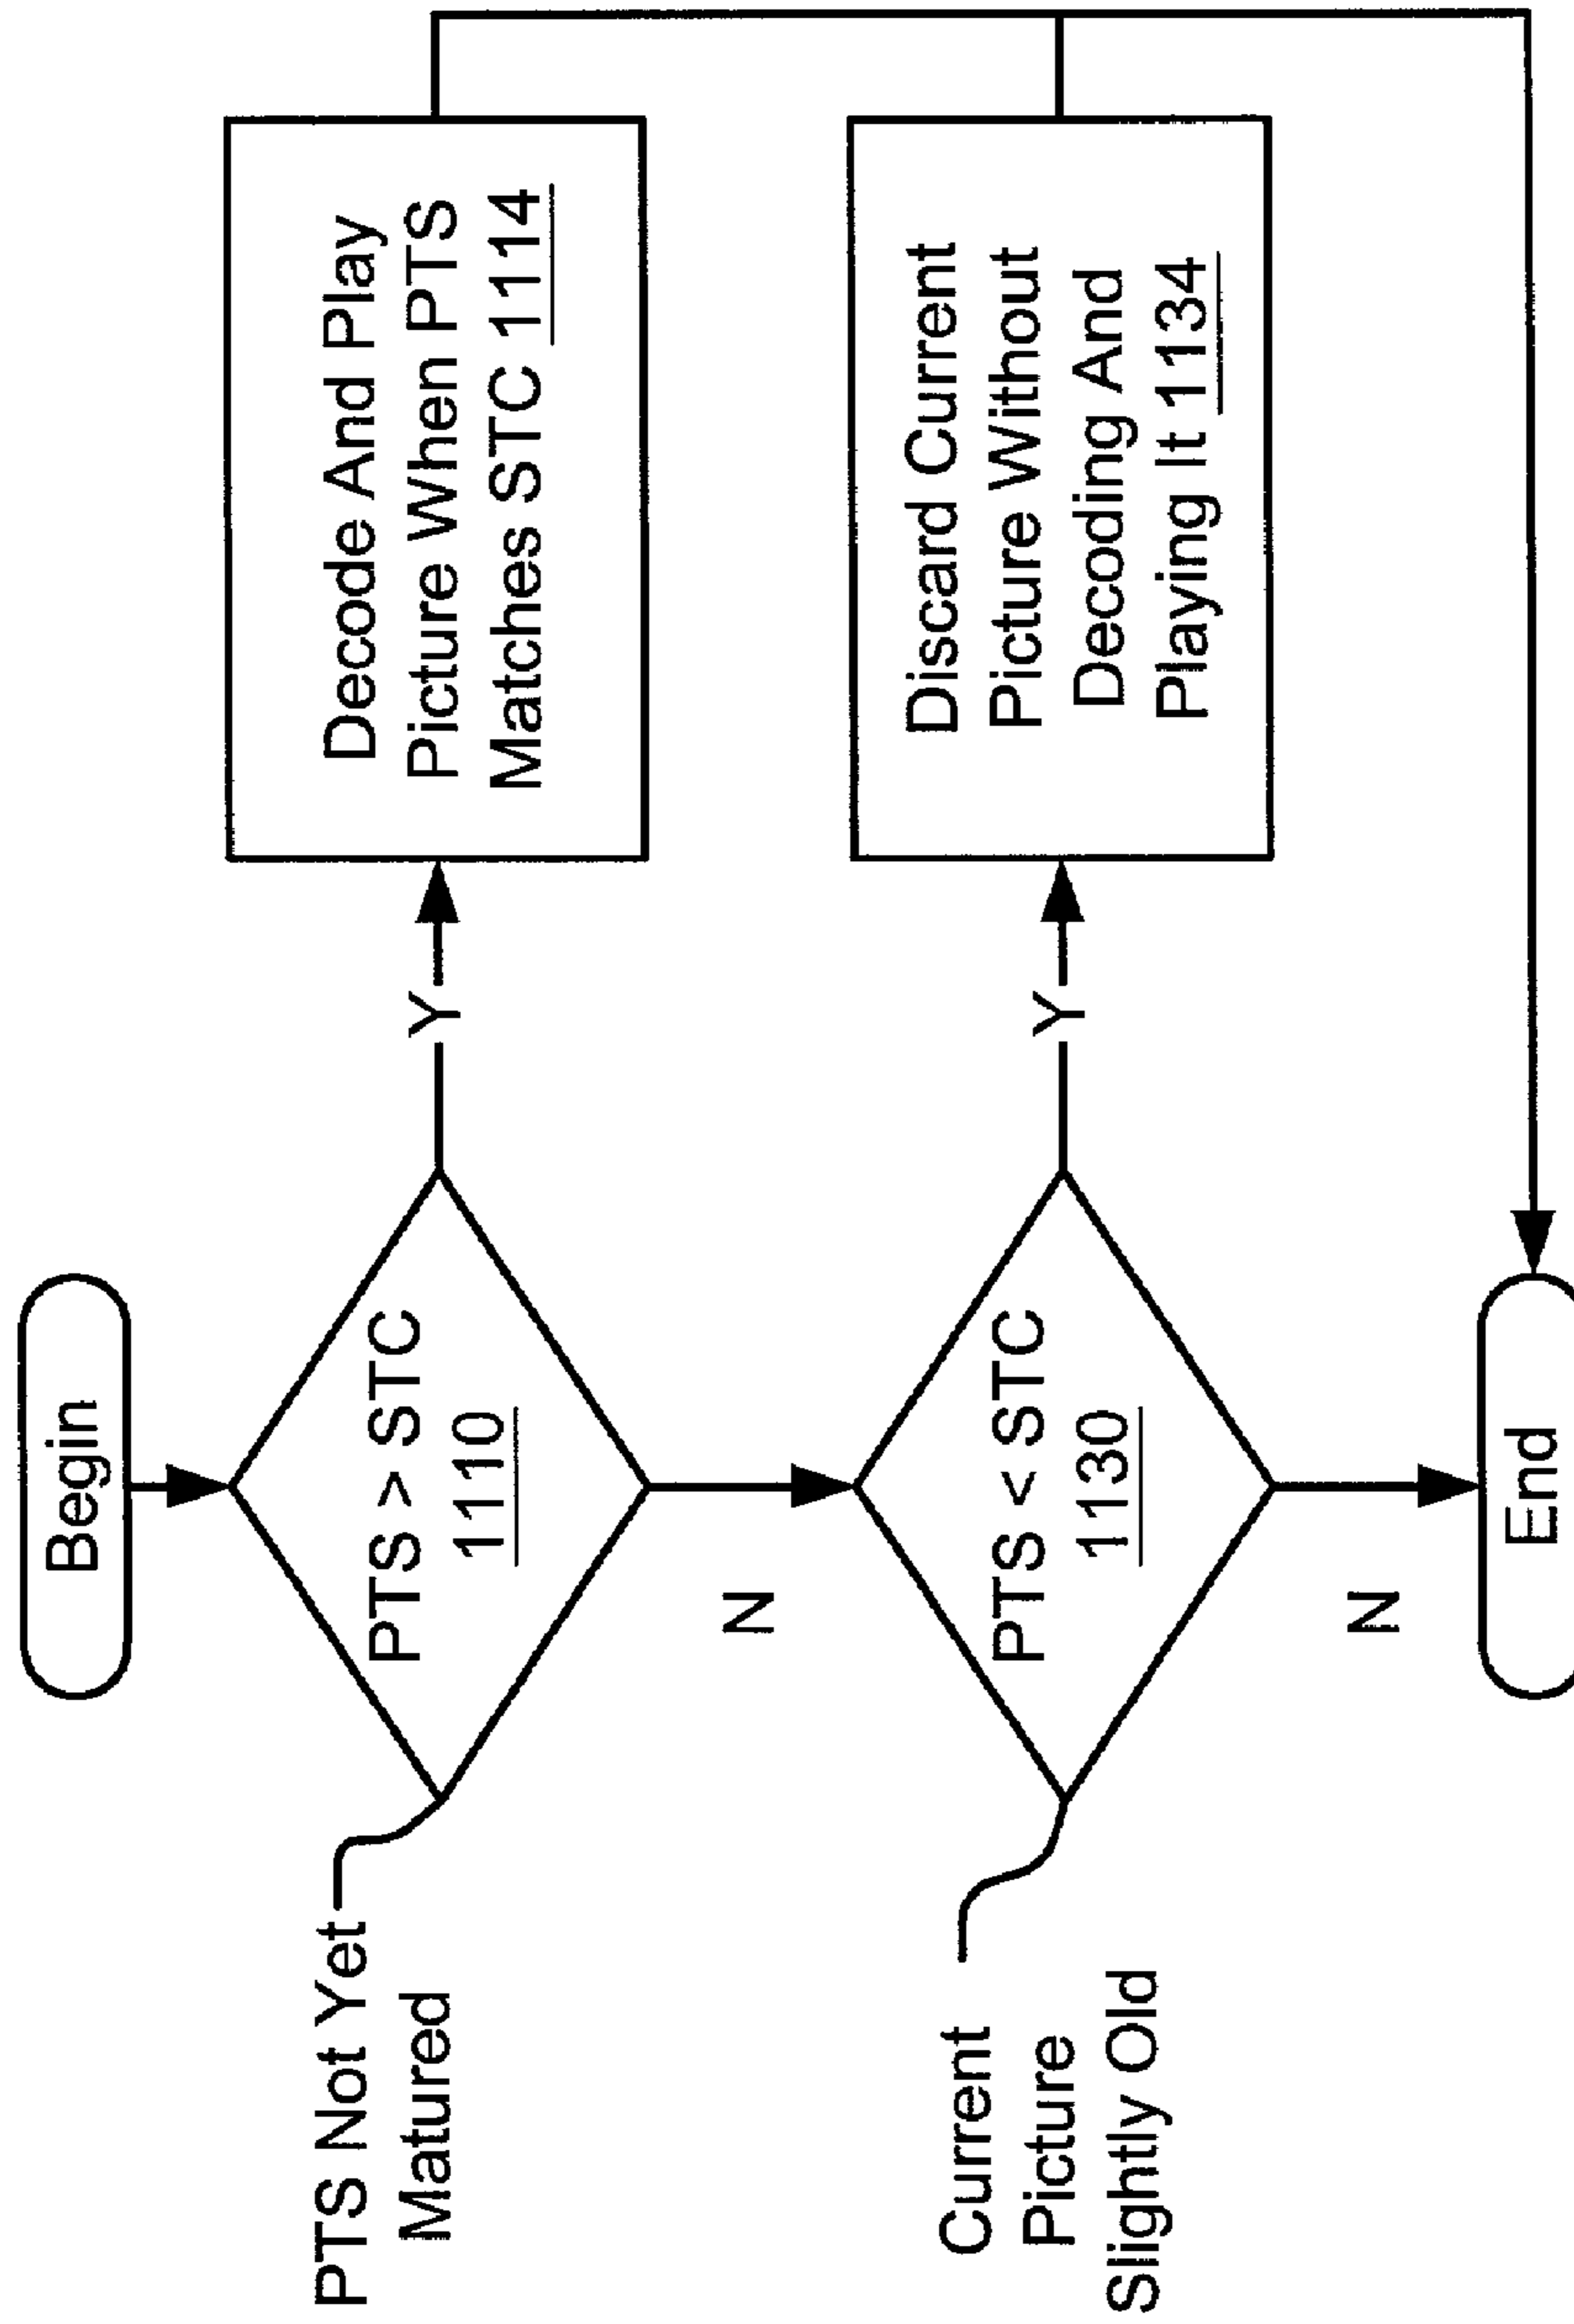 Begin
PTS Not Yet
Matured
PTS > STC
1110
Y
Decode And Play
Picture When PTS
Matches STC 1114
N
Current
Picture
Slightly Old
PTS < STC
1130
Y
Discard Current
Picture Without
Decoding And
Playing It 1134
N
End